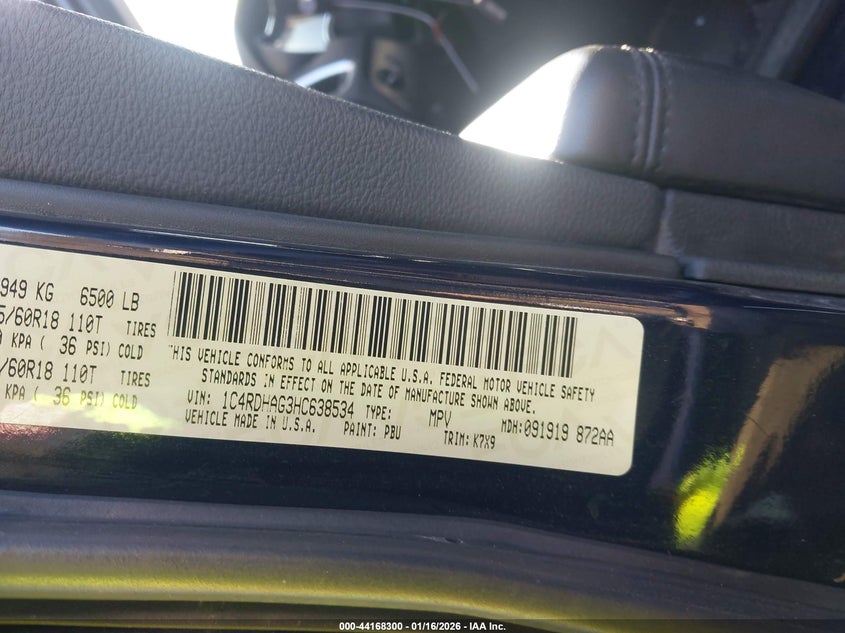 949 KG 6500 LB
/60R18 110T TIRES
KPA ( 36 PSI) COLD
/60R18 110T TIRES
KPA ( 36 PSI) COLD
HIS VEHICLE CONFORMS TO ALL APPLICABLE U.S.A. FEDERAL MOTOR VEHICLE SAFETY
STANDARDS IN EFFECT ON THE DATE OF MANUFACTURE SHOWN ABOVE.
VIN: 1C4RDHAG3HC638534 TYPE: MPV MDH:091919 872AA
VEHICLE MADE IN U.S.A. PAINT: PBU TRIM: K7X9
000-44168300 - 01/16/2026 - IAA Inc.